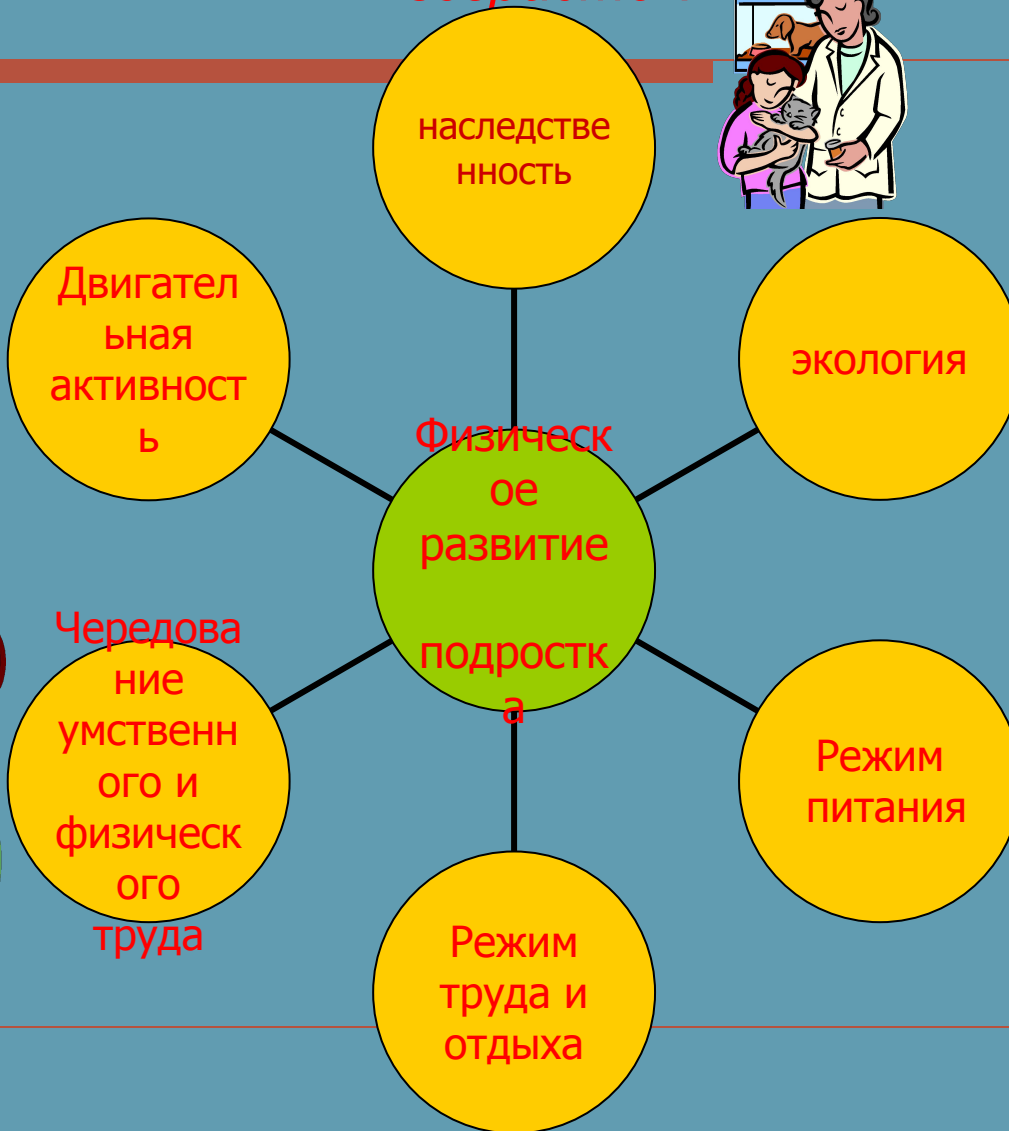 наследстве
нность
экология
Режим
питания
Режим
труда и
отдыха
Чередова
ние
умственн
ого и
физическ
ого
труда
Двигател
ьная
активност
ь
Физическ
ое
развитие
подростк
а